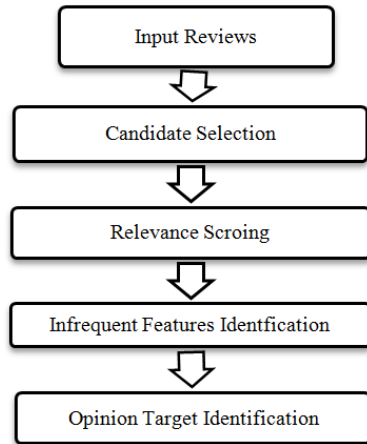 Input Reviews
Candidate Selection
Relevance Scroing
Infrequent Features Identfication
Opinion Target Identification